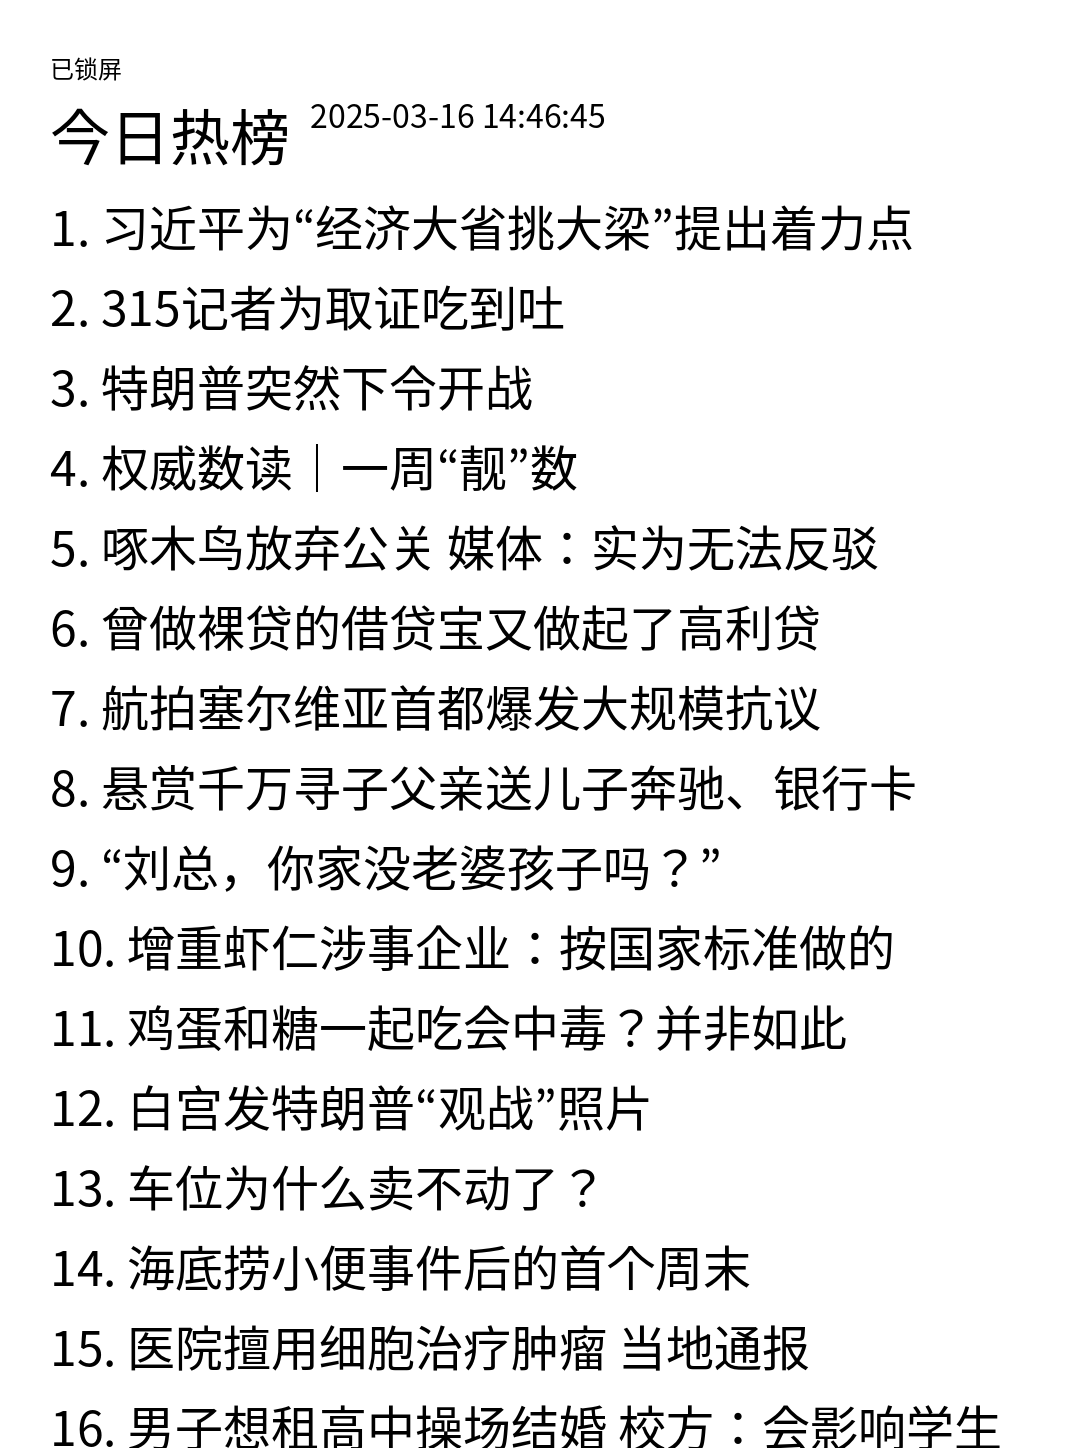 已锁屏
今日热榜 2025-03-16 14:46:45
1. 习近平为“经济大省挑大梁”提出着力点
2. 315记者为取证吃到吐
3. 特朗普突然下令开战
4. 权威数读｜一周“靓”数
5. 啄木鸟放弃公关 媒体：实为无法反驳
6. 曾做裸贷的借贷宝又做起了高利贷
7. 航拍塞尔维亚首都爆发大规模抗议
8. 悬赏千万寻子父亲送儿子奔驰、银行卡
9. “刘总，你家没老婆孩子吗？”
10. 增重虾仁涉事企业：按国家标准做的
11. 鸡蛋和糖一起吃会中毒？并非如此
12. 白宫发特朗普“观战”照片
13. 车位为什么卖不动了？
14. 海底捞小便事件后的首个周末
15. 医院擅用细胞治疗肿瘤 当地通报
16. 男子想租高中操场结婚 校方：会影响学生